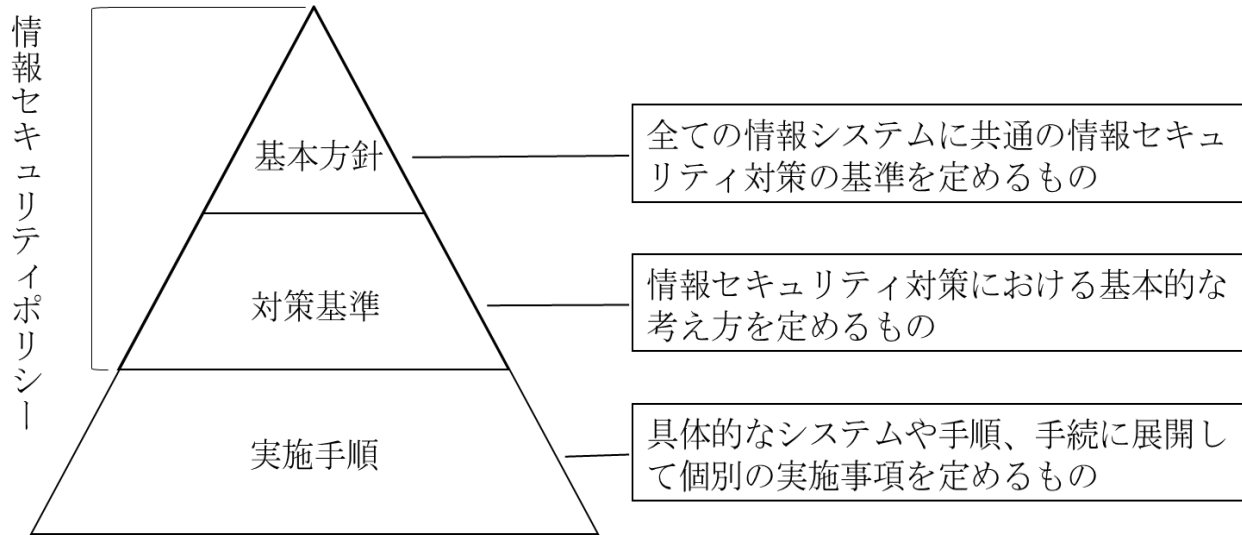 情報セキュリティポリシー
基本方針
全ての情報システムに共通の情報セキュ
リティ対策の基準を定めるもの
対策基準
情報セキュリティ対策における基本的な
考え方を定めるもの
実施手順
具体的なシステムや手順、手続に展開し
て個別の実施事項を定めるもの